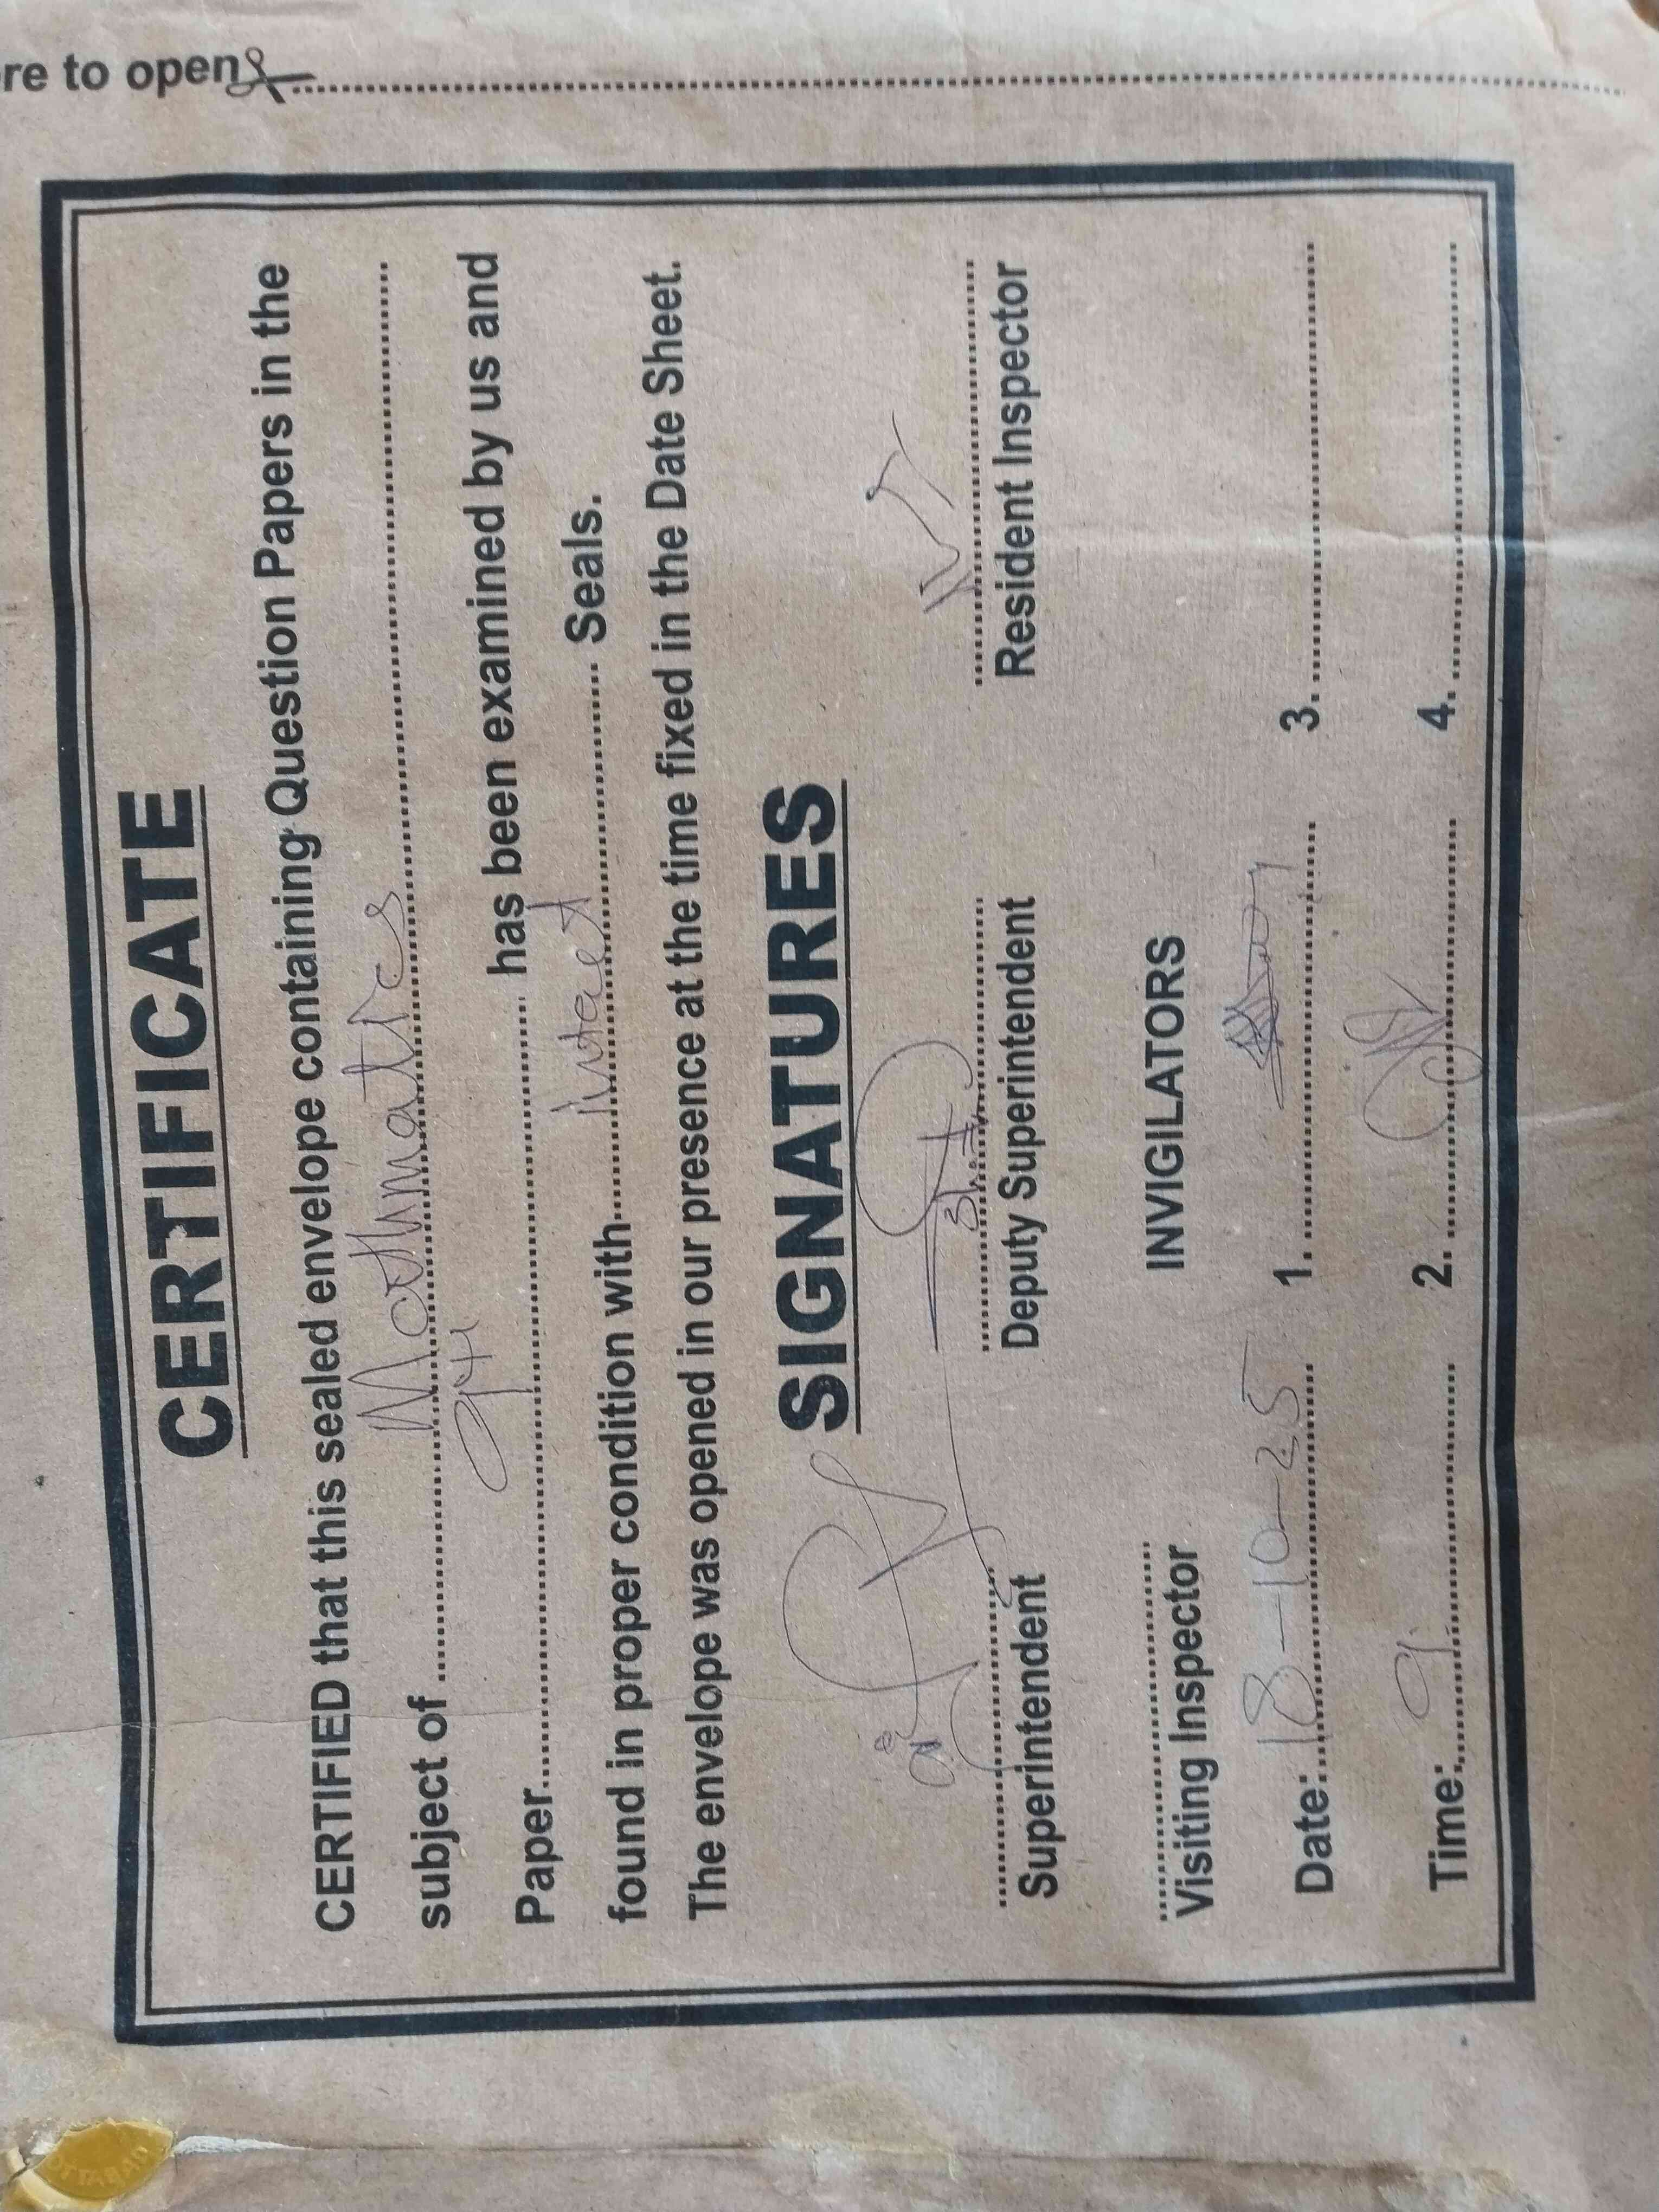 re to open
CERTIFICATE
CERTIFIED that this sealed envelope containing Question Papers in the
subject of ........ Mathmatics ........
Paper........ 9th ........ has been examined by us and
found in proper condition with........ intact ........ Seals.
The envelope was opened in our presence at the time fixed in the Date Sheet.
SIGNATURES
Superintendent Deputy Superintendent Resident Inspector
Visiting Inspector INVIGILATORS
Date: 18-10-25 1. 3.
Time: 9 2. 4.
OTTABAD